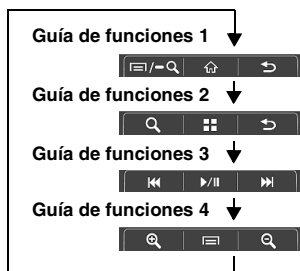 Guía de funciones 1
Guía de funciones 2
Guía de funciones 3
Guía de funciones 4